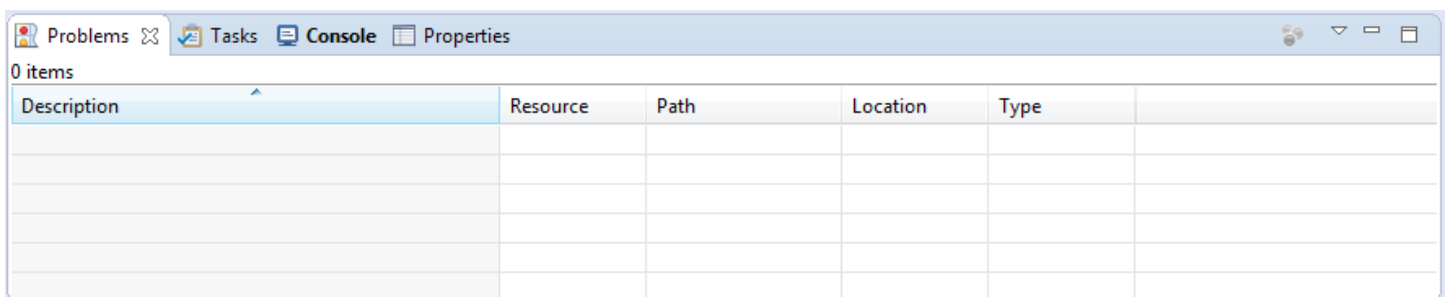 Problems Tasks Console Properties
0 items
Description Resource Path Location Type